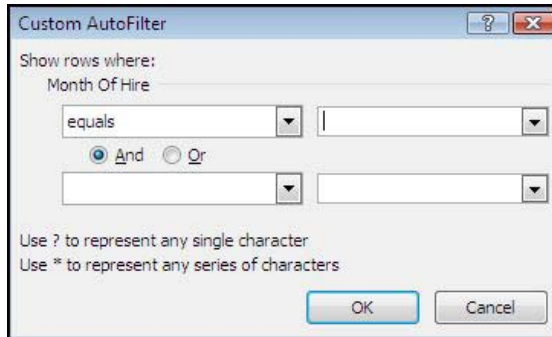 Custom AutoFilter
Show rows where:
Month Of Hire
equals
And Or
Use ? to represent any single character
Use * to represent any series of characters
OK Cancel